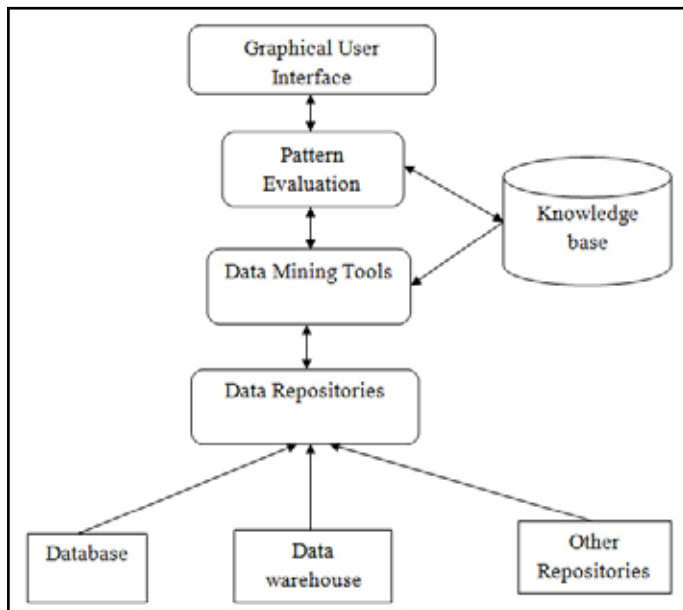 Graphical User
Interface
Pattern
Evaluation
Knowledge
base
Data Mining Tools
Data Repositories
Database
Data
warehouse
Other
Repositories